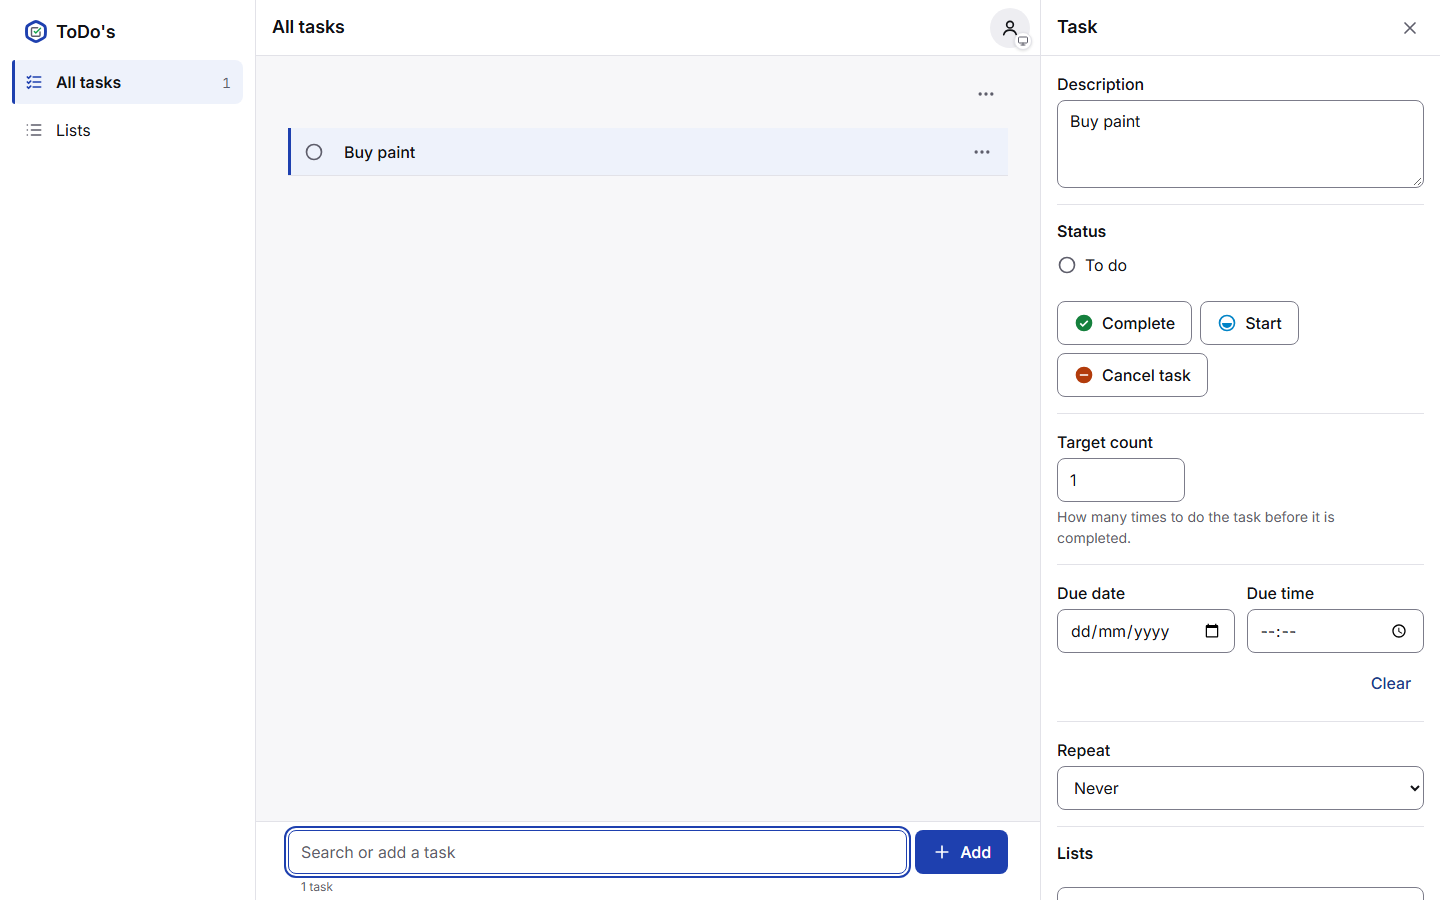 ToDo's
All tasks 1
Lists
All tasks
Buy paint
Search or add a task
Add
1 task
Task
Description
Buy paint
Status
To do
Complete
Start
Cancel task
Target count
1
How many times to do the task before it is
completed.
Due date
Due time
dd/mm/yyyy
--:--
Clear
Repeat
Never
Lists